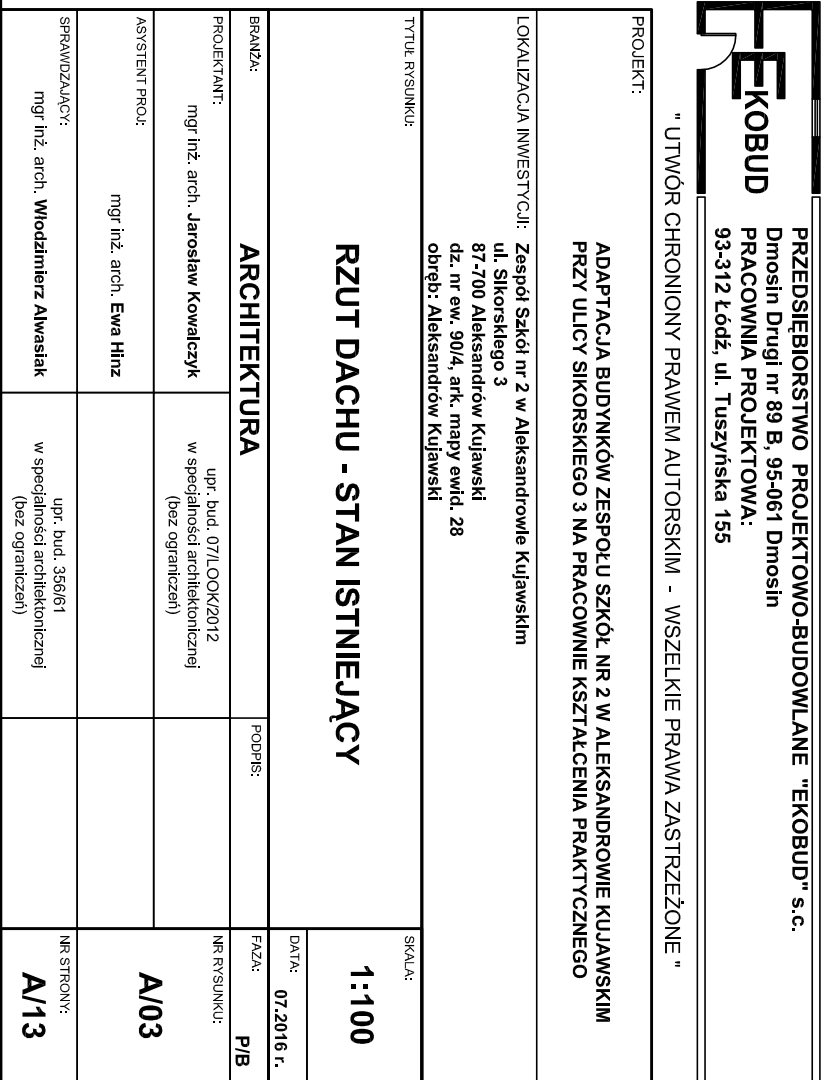 EKOBUD
PRZEDSIĘBIORSTWO PROJEKTOWO-BUDOWLANE "EKOBUD" s.c.
Dmosin Drugi nr 89 B, 95-061 Dmosin
PRACOWNIA PROJEKTOWA:
93-312 Łódź, ul. Tuszyńska 155
" UTWÓR CHRONIONY PRAWEM AUTORSKIM - WSZELKIE PRAWA ZASTRZEŻONE "
PROJEKT:
ADAPTACJA BUDYNKÓW ZESPOŁU SZKÓŁ NR 2 W ALEKSANDROWIE KUJAWSKIM
PRZY ULICY SIKORSKIEGO 3 NA PRACOWNIE KSZTAŁCENIA PRAKTYCZNEGO
LOKALIZACJA INWESTYCJI: Zespół Szkół nr 2 w Aleksandrowie Kujawskim
ul. Sikorskiego 3
87-700 Aleksandrów Kujawski
dz. nr ew. 90/4, ark. mapy ewid. 28
obręb: Aleksandrów Kujawski
TYTUŁ RYSUNKU:
RZUT DACHU - STAN ISTNIEJĄCY
SKALA:
1:100
DATA: 07.2016 r.
BRANŻA:
ARCHITEKTURA
PODPIS:
FAZA: P/B
PROJEKTANT:
mgr inż. arch. Jarosław Kowalczyk
upr. bud. 07/LOOK/2012
w specjalności architektonicznej
(bez ograniczeń)
NR RYSUNKU:
A/03
ASYSTENT PROJ:
mgr inż. arch. Ewa Hinz
SPRAWDZAJĄCY:
mgr inż. arch. Włodzimierz Alwasiak
upr. bud. 356/61
w specjalności architektonicznej
(bez ograniczeń)
NR STRONY:
A/13